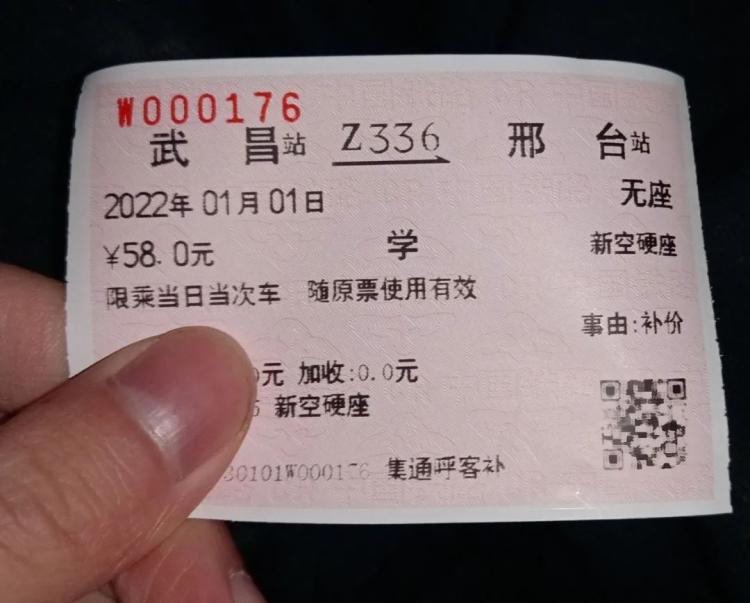 W000176
武昌站 Z336 邢台站
2022年01月01日 无座
¥58.0元 学 新空硬座
限乘当日当次车 随原票使用有效
事由:补价
元 加收:0.0元
新空硬座
30101W000176 集通呼客补